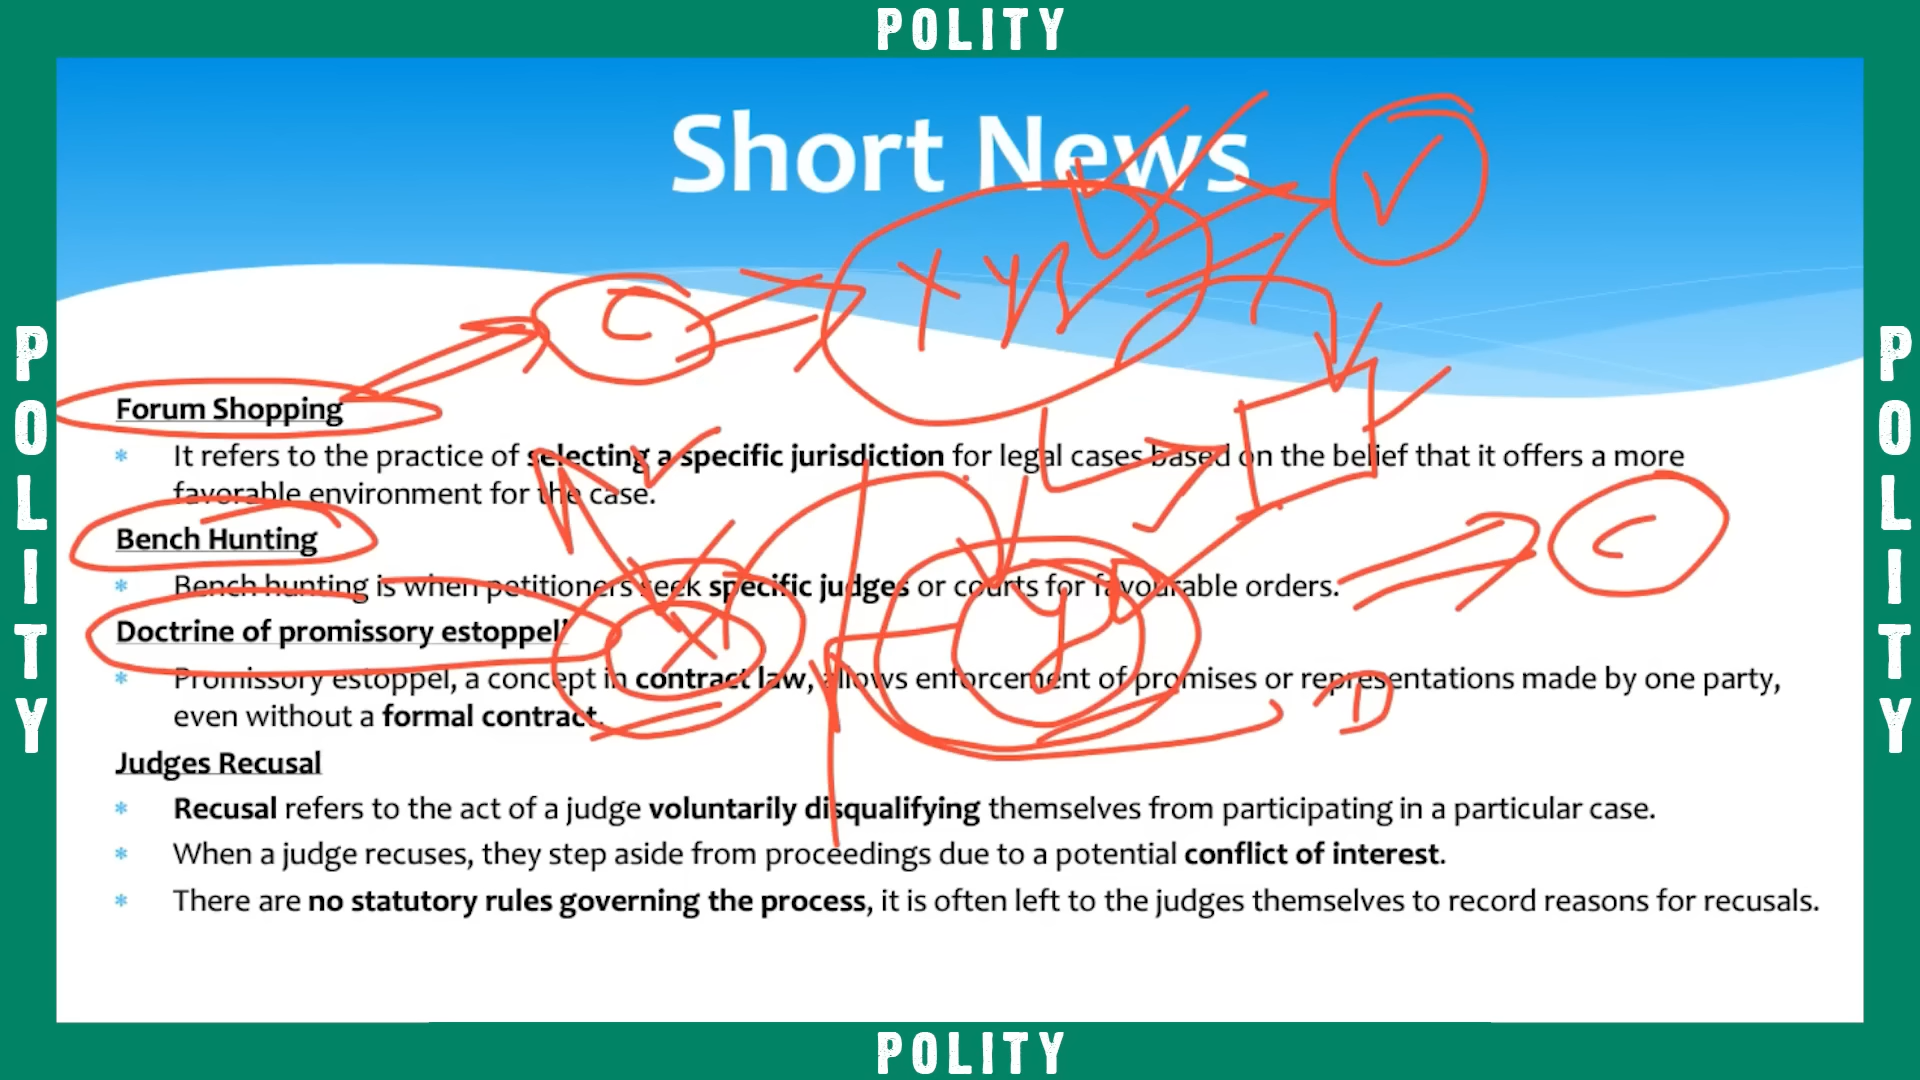 POLITY
Short News
X Y Z
C
Forum Shopping
It refers to the practice of selecting a specific jurisdiction for legal cases based on the belief that it offers a more
favorable environment for the case.
Bench Hunting
C
Bench hunting is when petitioners seek specific judges or courts for favourable orders.
Doctrine of promissory estoppel
X
Y
Promissory estoppel, a concept in contract law, allows enforcement of promises or representations made by one party,
even without a formal contract.
D
Judges Recusal
Recusal refers to the act of a judge voluntarily disqualifying themselves from participating in a particular case.
When a judge recuses, they step aside from proceedings due to a potential conflict of interest.
There are no statutory rules governing the process, it is often left to the judges themselves to record reasons for recusals.
POLITY
POLITY
POLITY